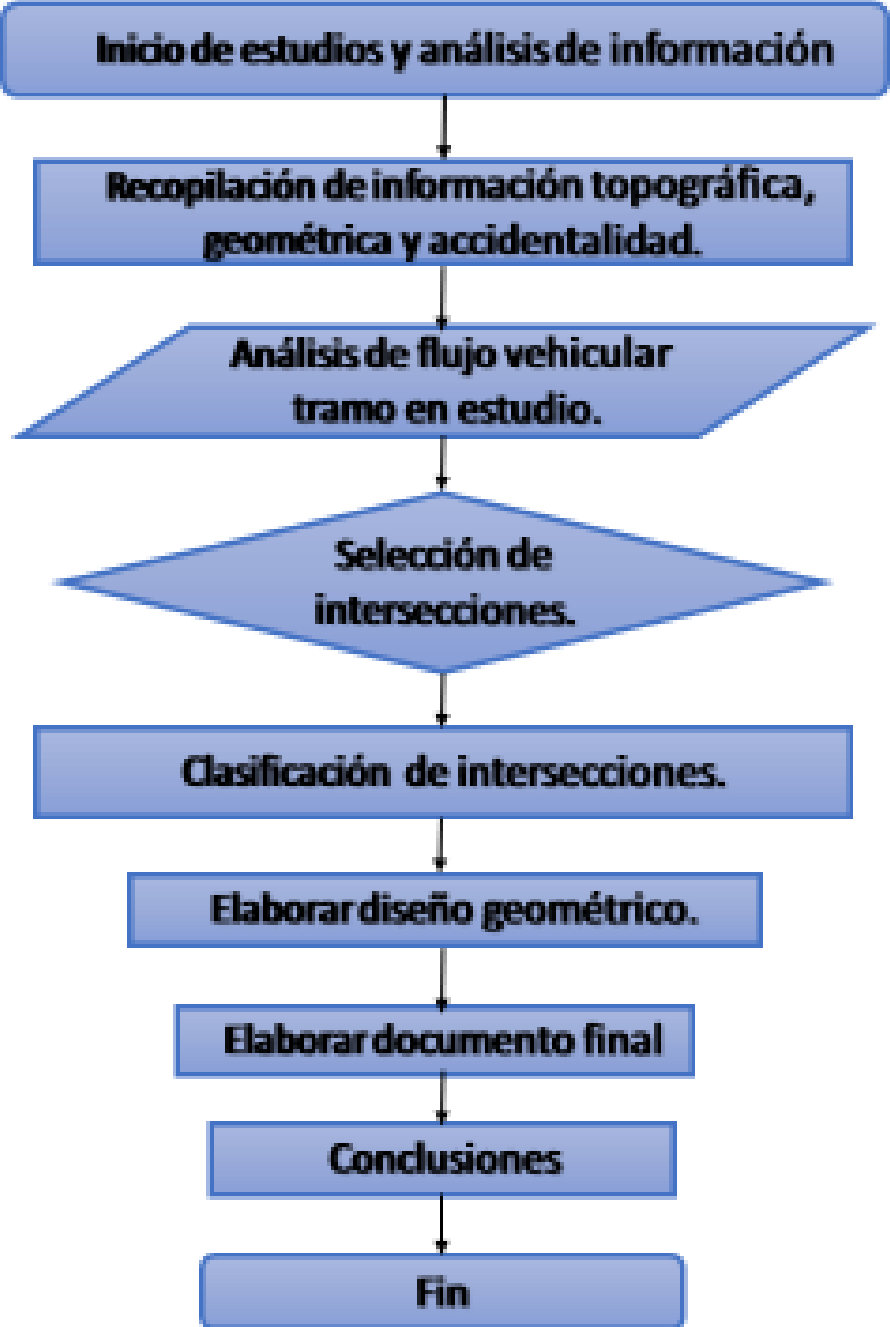 Inicio de estudios y análisis de información
Recopilación de información topográfica,
geométrica y accidentalidad.
Análisis de flujo vehicular
tramo en estudio.
Selección de
intersecciones.
Clasificación de intersecciones.
Elaborar diseño geométrico.
Elaborar documento final
Conclusiones
Fin